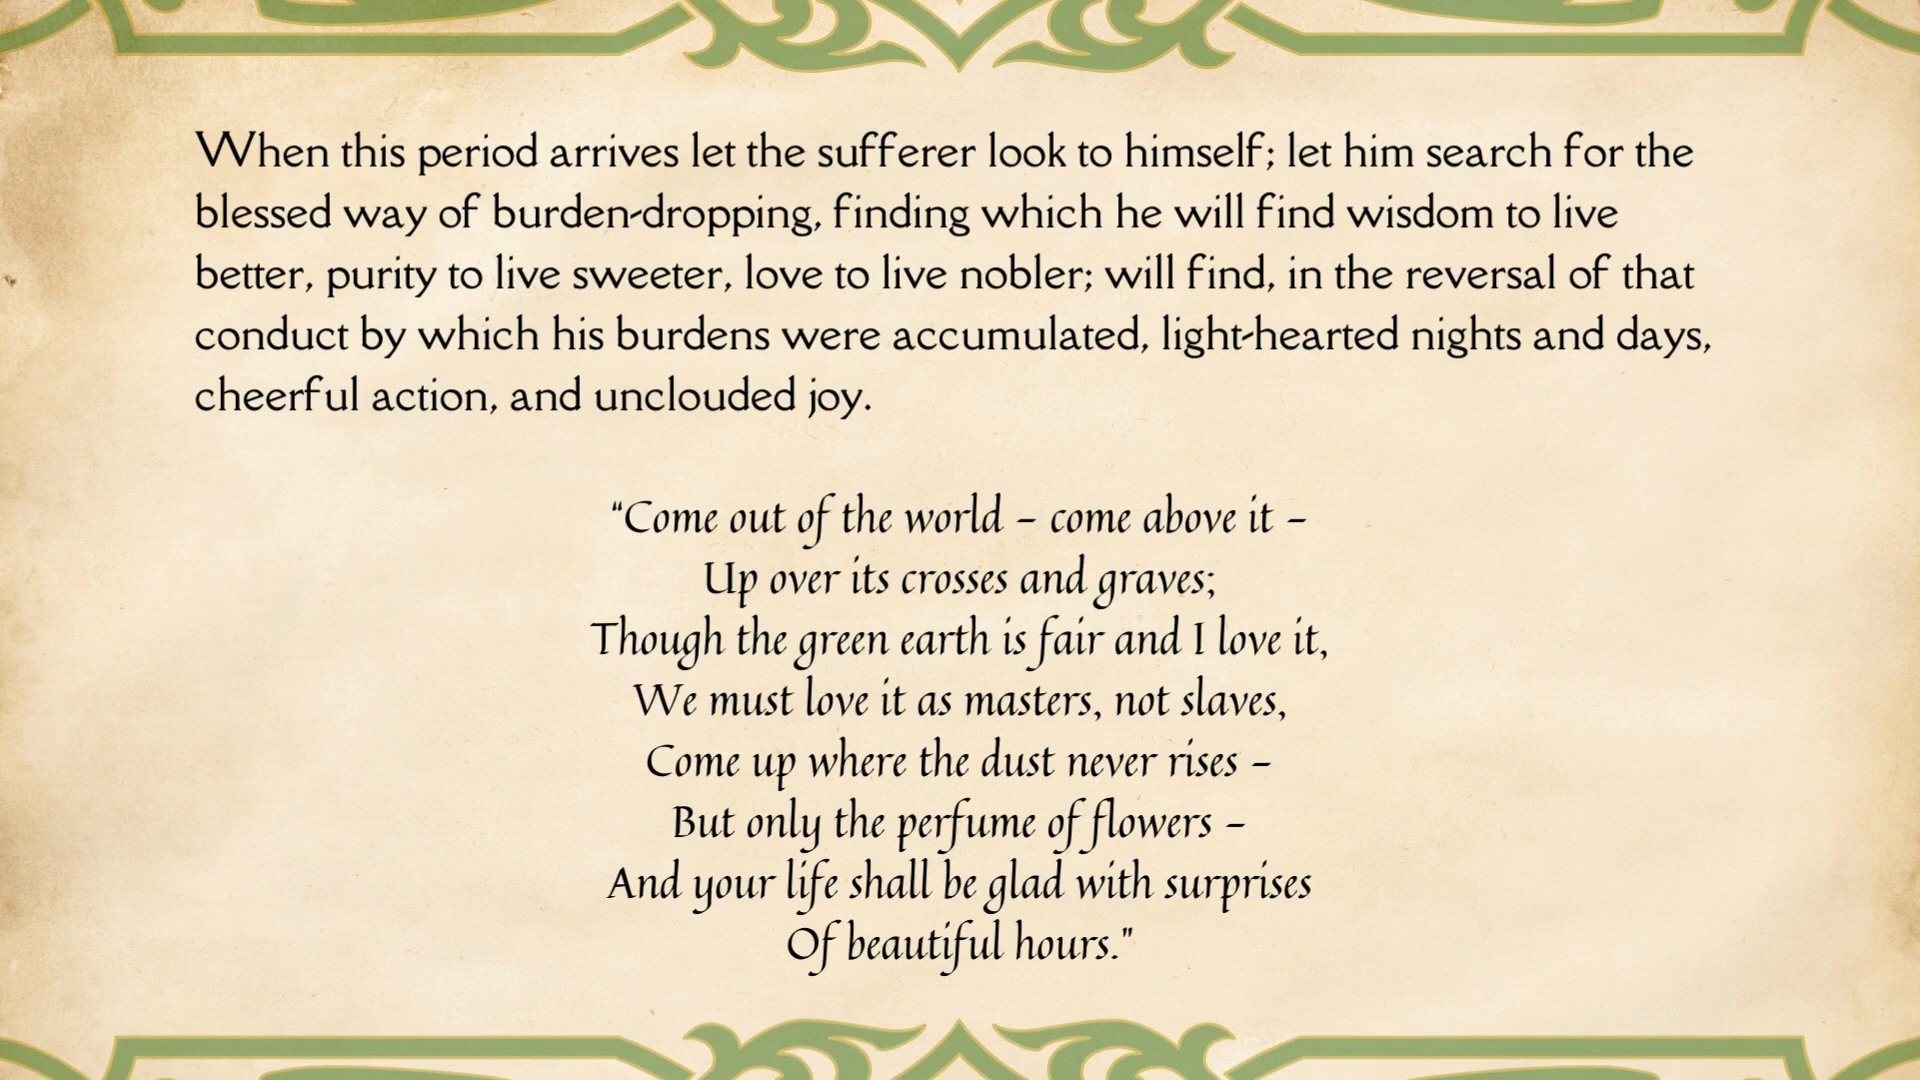 When this period arrives let the sufferer look to himself; let him search for the
blessed way of burden-dropping, finding which he will find wisdom to live
better, purity to live sweeter, love to live nobler; will find, in the reversal of that
conduct by which his burdens were accumulated, light-hearted nights and days,
cheerful action, and unclouded joy.
“Come out of the world – come above it –
Up over its crosses and graves;
Though the green earth is fair and I love it,
We must love it as masters, not slaves,
Come up where the dust never rises –
But only the perfume of flowers –
And your life shall be glad with surprises
Of beautiful hours.”